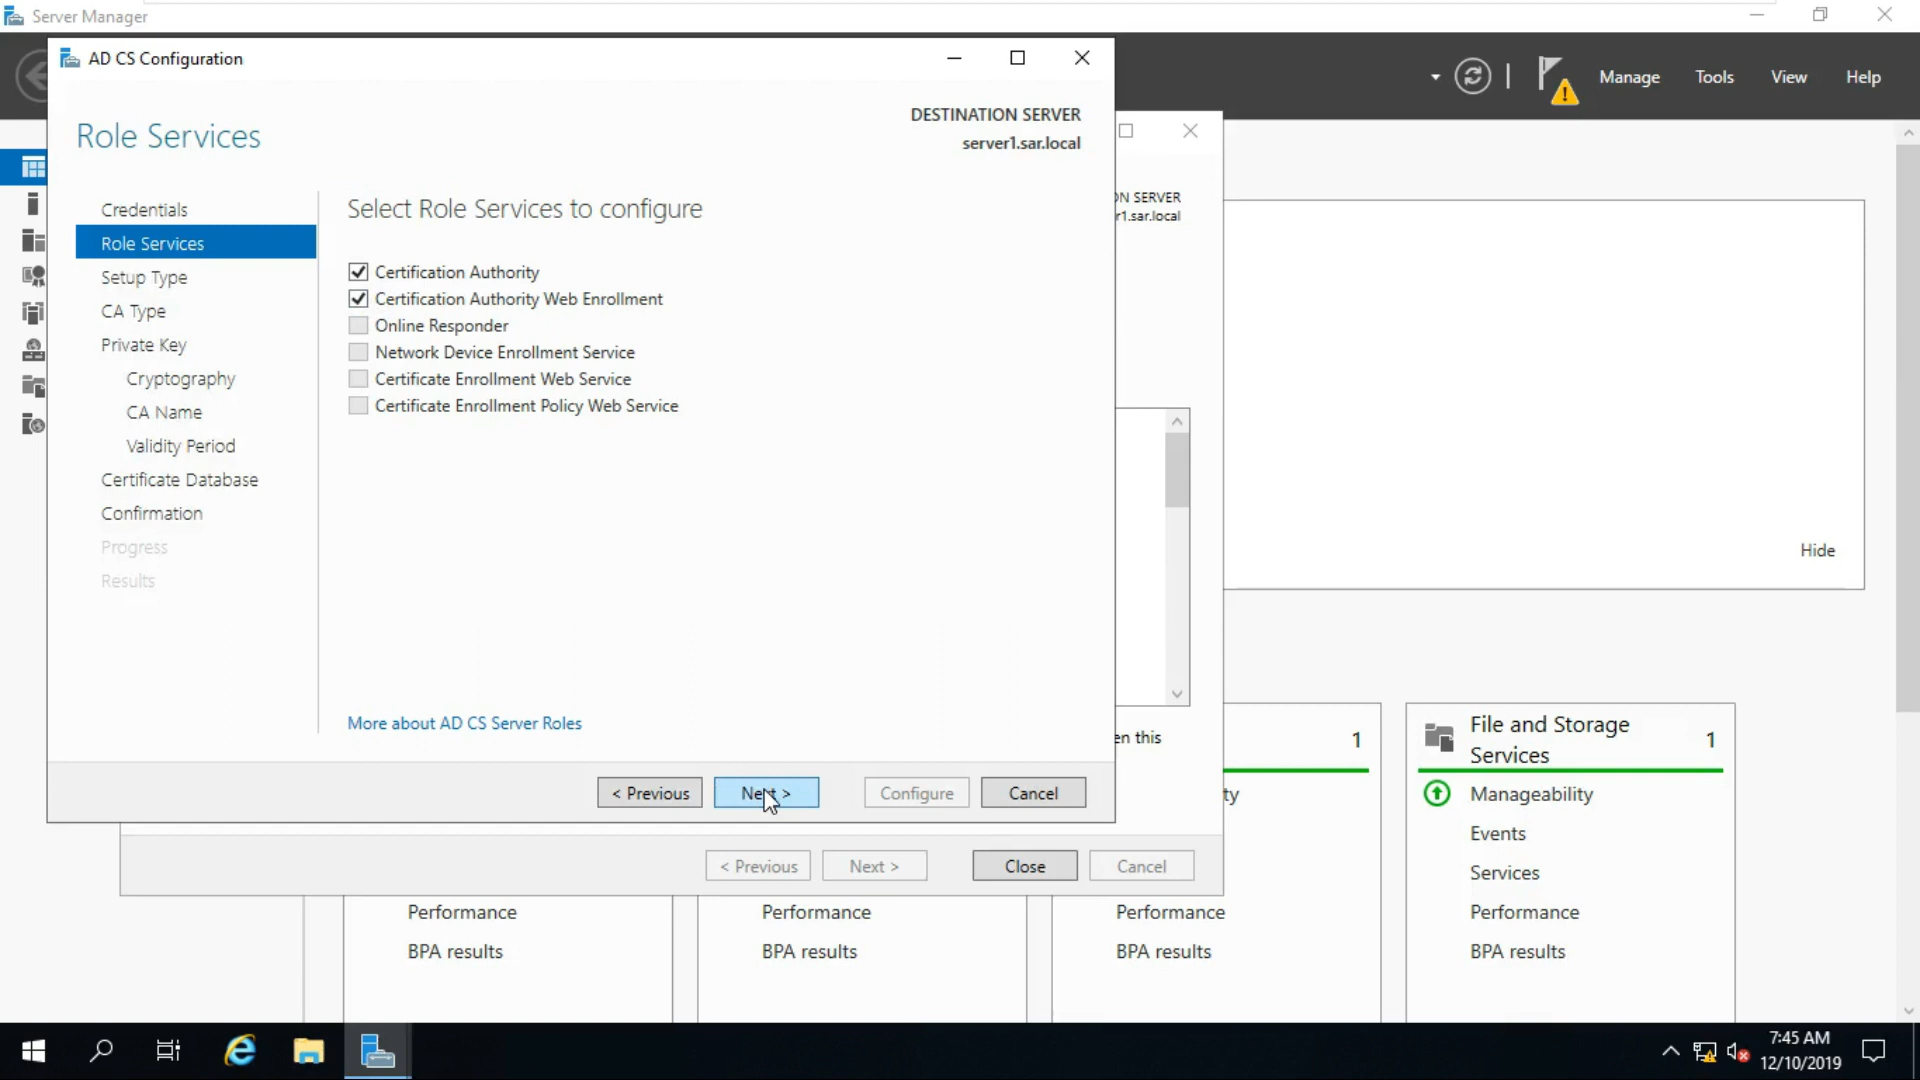 Server Manager
AD CS Configuration
Manage
Tools
View
Help
Role Services
DESTINATION SERVER
server1.sar.local
ON SERVER
r1.sar.local
Credentials
Role Services
Setup Type
CA Type
Private Key
Cryptography
CA Name
Validity Period
Certificate Database
Confirmation
Progress
Results
Select Role Services to configure
Certification Authority
Certification Authority Web Enrollment
Online Responder
Network Device Enrollment Service
Certificate Enrollment Web Service
Certificate Enrollment Policy Web Service
More about AD CS Server Roles
< Previous
Next >
Configure
Cancel
Hide
en this
< Previous
Next >
Close
Cancel
1
ty
File and Storage
Services
1
Manageability
Events
Services
Performance
BPA results
Performance
BPA results
Performance
BPA results
Performance
BPA results
7:45 AM
12/10/2019